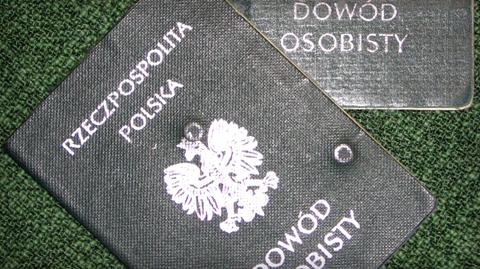 RZECZPOSPOLITA
POLSKA
DOWÓD
OSOBISTY
DOWÓD
OSOBISTY